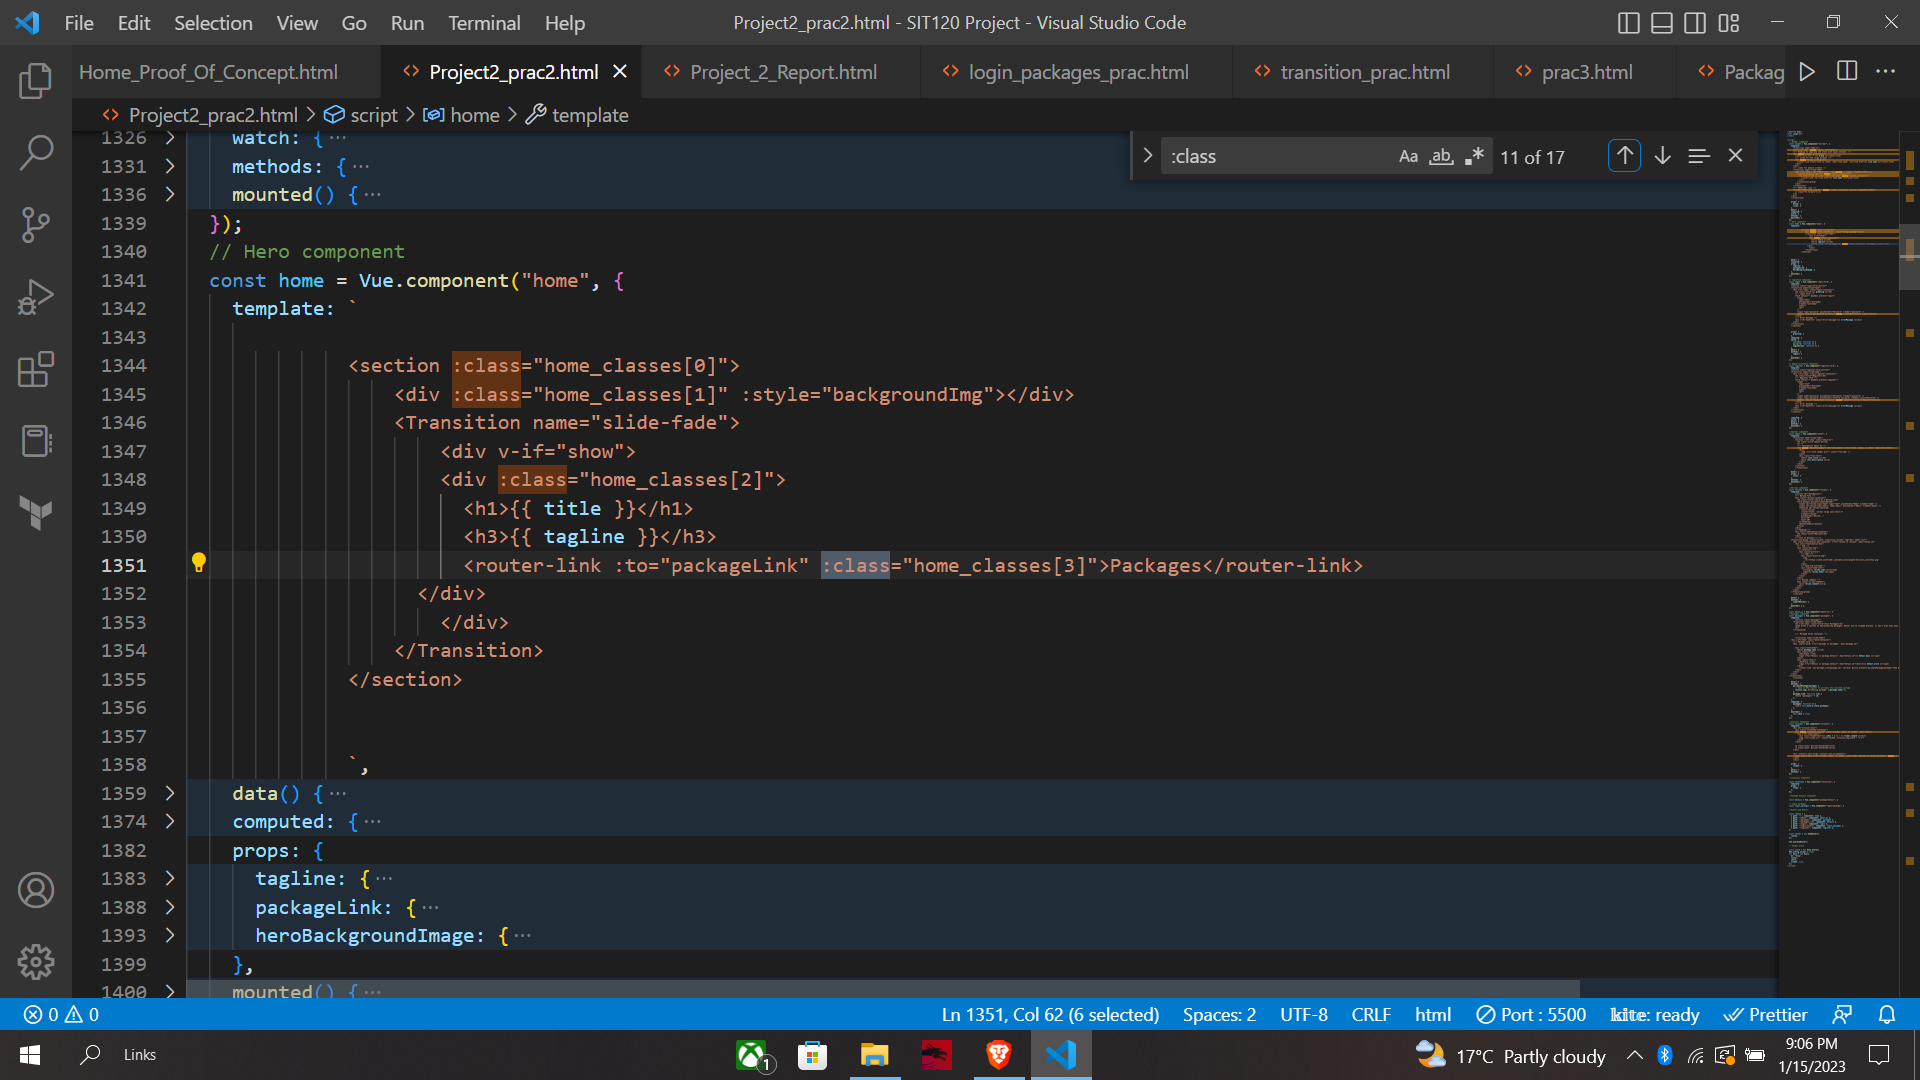 File Edit Selection View Go Run Terminal Help
Project2_prac2.html - SIT120 Project - Visual Studio Code
Home_Proof_Of_Concept.html
Project2_prac2.html
Project_2_Report.html
login_packages_prac.html
transition_prac.html
prac3.html
Packag
Project2_prac2.html > script > home > template
:class
Aa ab .* 11 of 17
1326 watch: {···
1331 methods: {···
1336 mounted() {···
1339 });
1340 // Hero component
1341 const home = Vue.component("home", {
1342 template: `
1343
1344 <section :class="home_classes[0]">
1345 <div :class="home_classes[1]" :style="backgroundImg"></div>
1346 <Transition name="slide-fade">
1347 <div v-if="show">
1348 <div :class="home_classes[2]">
1349 <h1>{{ title }}</h1>
1350 <h3>{{ tagline }}</h3>
1351 <router-link :to="packageLink" :class="home_classes[3]">Packages</router-link>
1352 </div>
1353 </div>
1354 </Transition>
1355 </section>
1356
1357
1358 `,
1359 data() {···
1374 computed: {···
1382 props: {
1383 tagline: {···
1388 packageLink: {···
1393 heroBackgroundImage: {···
1399 },
1400 mounted() {···
0 0 Ln 1351, Col 62 (6 selected) Spaces: 2 UTF-8 CRLF html Port : 5500 kite: ready Prettier
Links
1
17°C Partly cloudy
9:06 PM
1/15/2023